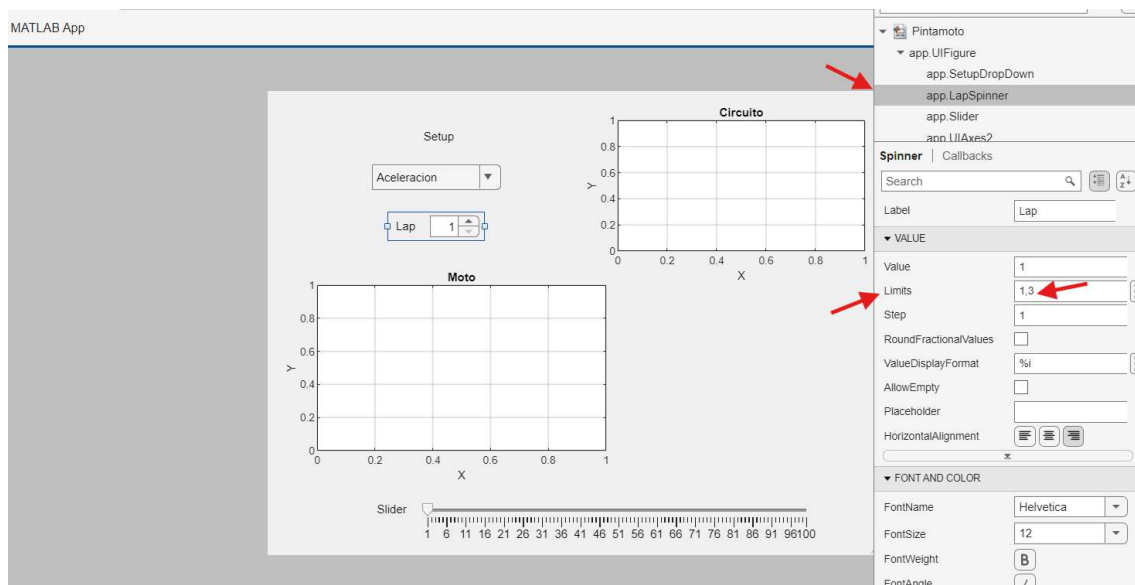 MATLAB App
Setup
Aceleracion
Lap 1
Circuito
1
0.8
0.6
0.4
0.2
0
Y
0 0.2 0.4 0.6 0.8 1
X
Moto
1
0.8
0.6
0.4
0.2
0
Y
0 0.2 0.4 0.6 0.8 1
X
Slider
1 6 11 16 21 26 31 36 41 46 51 56 61 66 71 76 81 86 91 96100
Pintamoto
app.UIFigure
app.SetupDropDown
app.LapSpinner
app.Slider
app.UIAxes2
Spinner | Callbacks
Search
Label Lap
VALUE
Value 1
Limits 1,3
Step 1
RoundFractionalValues
ValueDisplayFormat %i
AllowEmpty
Placeholder
HorizontalAlignment
FONT AND COLOR
FontName Helvetica
FontSize 12
FontWeight B
FontAngle I